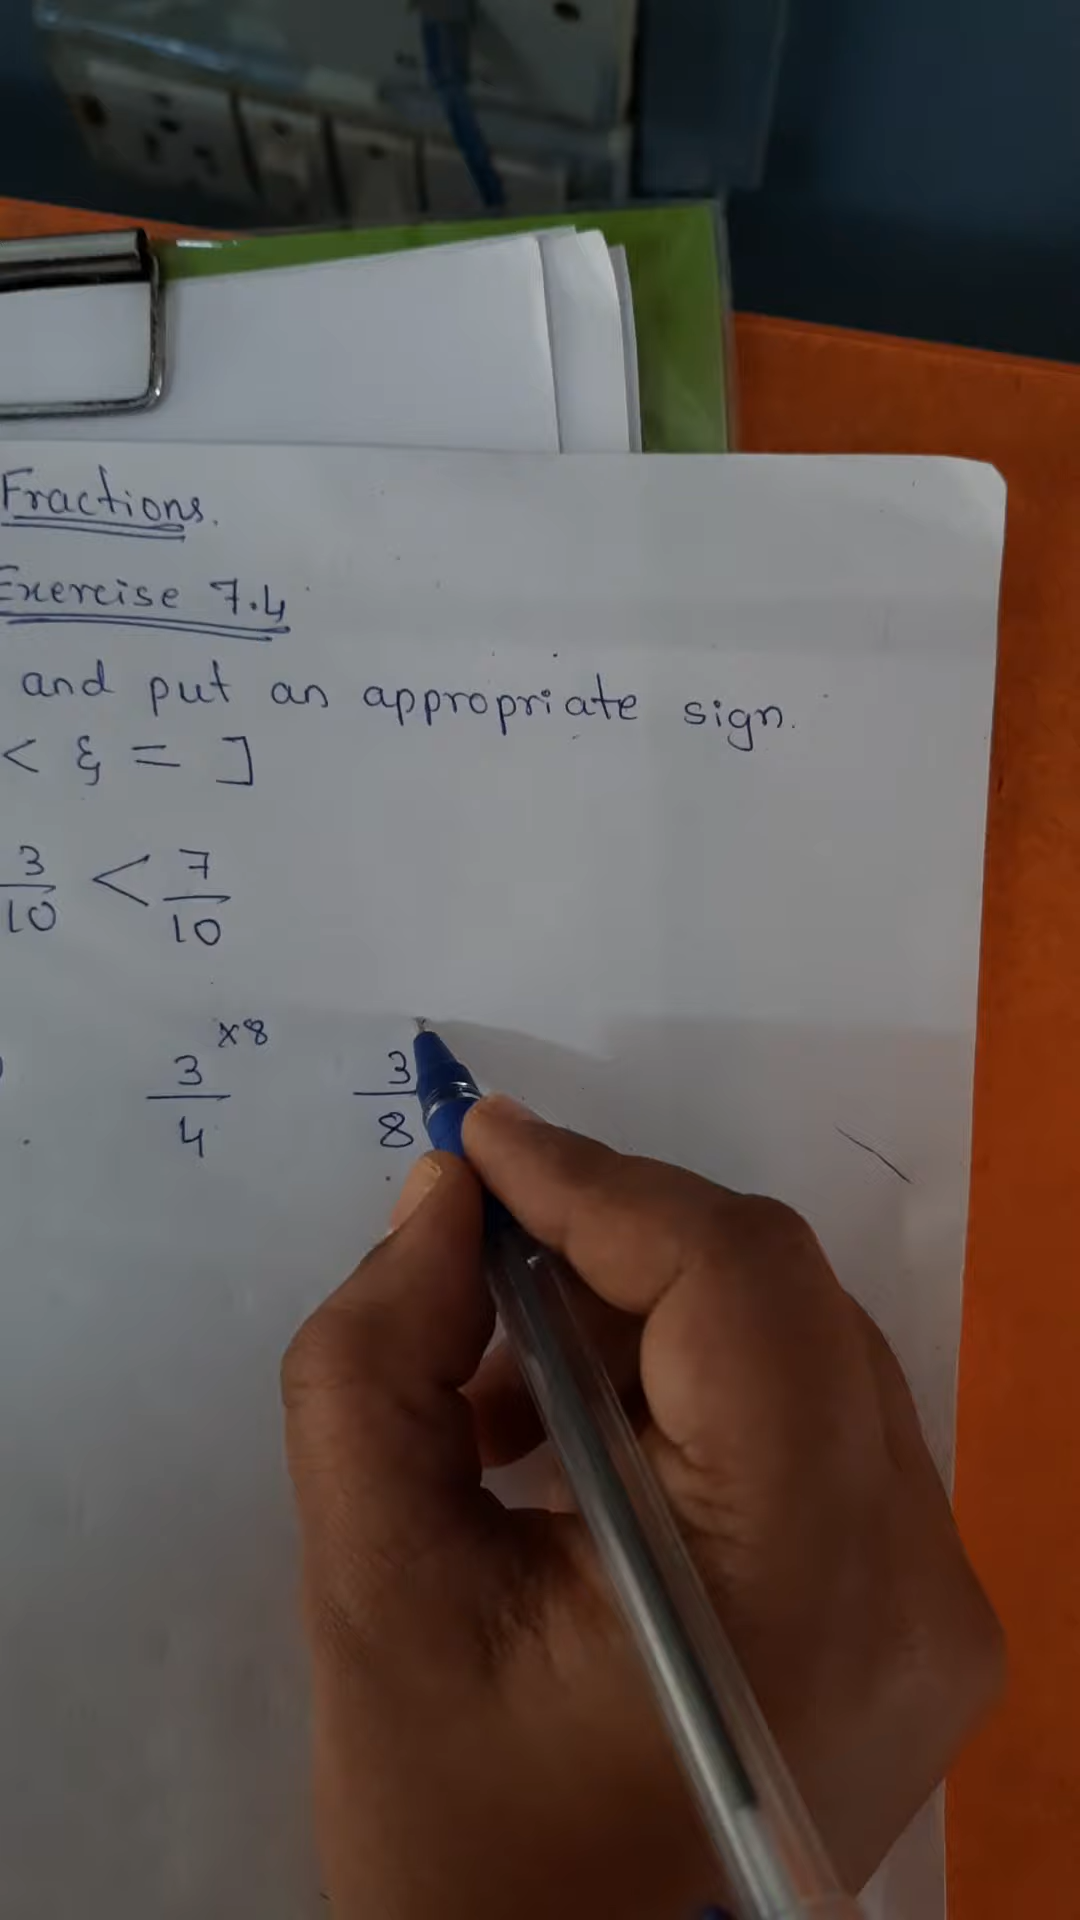 Fractions.
Exercise 7.4
and put an appropriate sign.
< & = ]
3/10 < 7/10
3/4 ×8 3/8